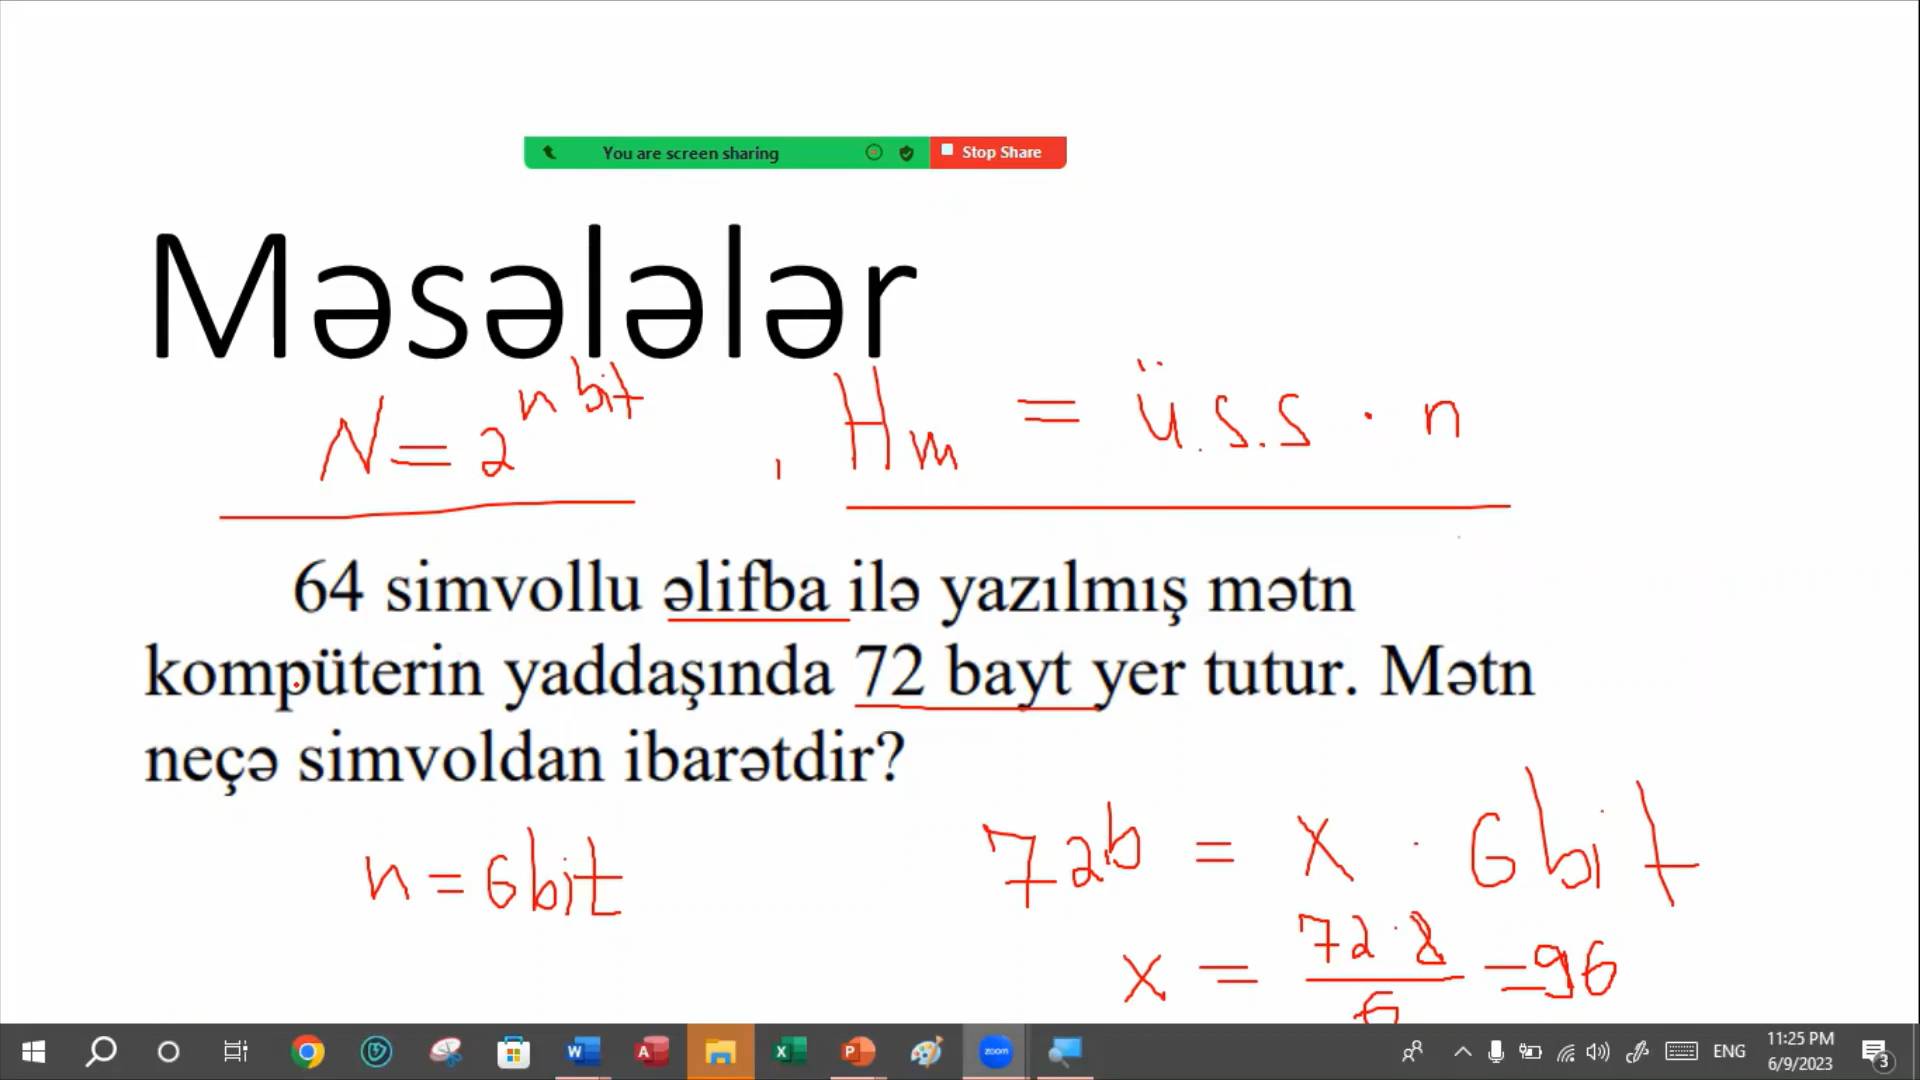 You are screen sharing Stop Share
Məsələlər
N = 2^n bit , Hm = ü.s.s · n
64 simvollu əlifba ilə yazılmış mətn
kompüterin yaddaşında 72 bayt yer tutur. Mətn
neçə simvoldan ibarətdir?
n = 6bit
72b = x · 6bit
x = 72·8/6 = 96
zoom
ENG
11:25 PM
6/9/2023
3